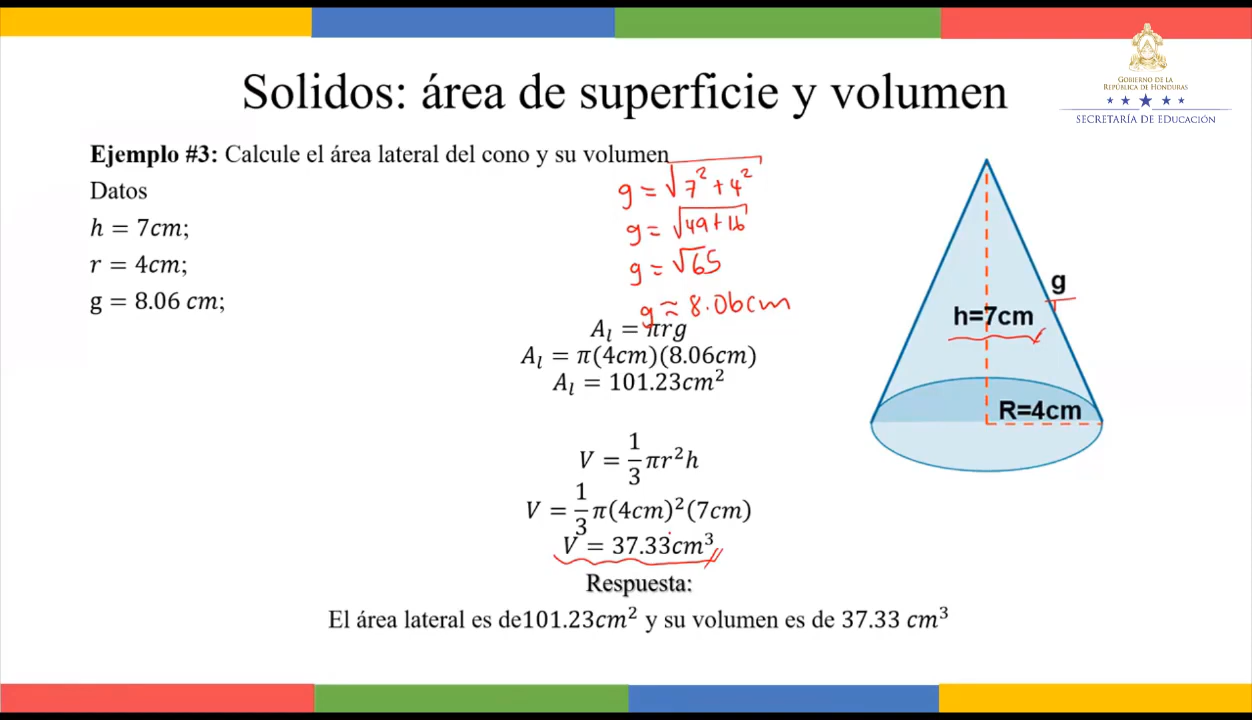 Solidos: área de superficie y volumen
GOBIERNO DE LA
REPÚBLICA DE HONDURAS
SECRETARÍA DE EDUCACIÓN
Ejemplo #3: Calcule el área lateral del cono y su volumen
Datos
h = 7cm;
r = 4cm;
g = 8.06 cm;
g = √7² + 4²
g = √49 + 16
g = √65
g ≈ 8.06cm
A_l = πrg
A_l = π(4cm)(8.06cm)
A_l = 101.23cm²
V = 1/3 πr²h
V = 1/3 π(4cm)²(7cm)
V = 37.33cm³
Respuesta:
El área lateral es de101.23cm² y su volumen es de 37.33 cm³
g
h=7cm
R=4cm